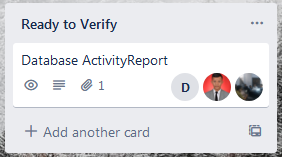 Ready to Verify
Database ActivityReport
1
D
Add another card